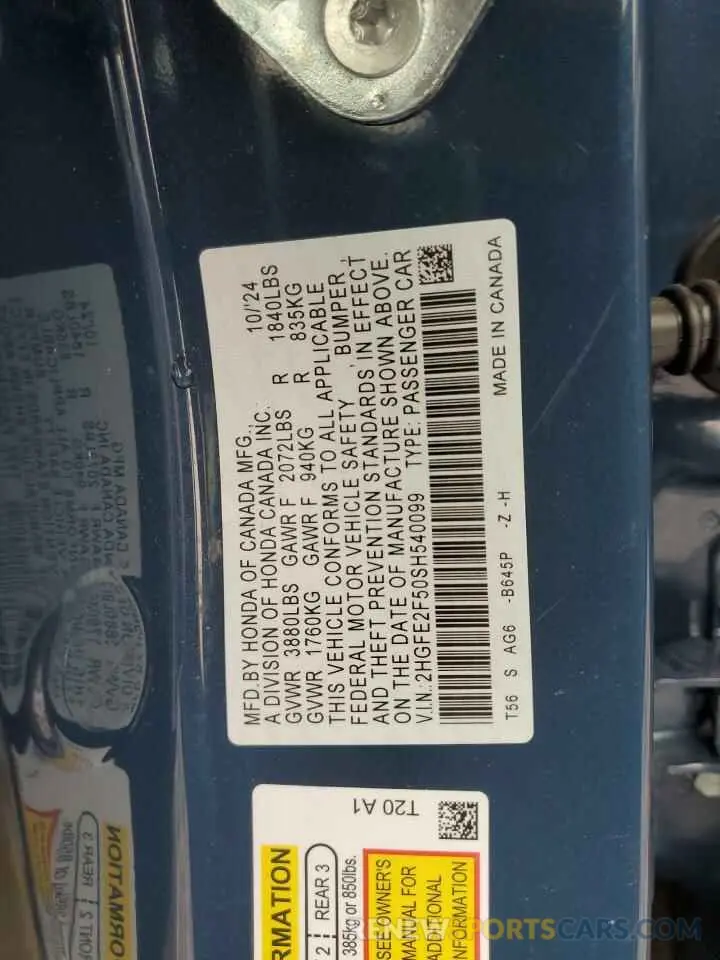 MFD.BY HONDA OF CANADA MFG.,
A DIVISION OF HONDA CANADA INC. 10/'24
GVWR 3880LBS GAWR F 2072LBS R 1840LBS
GVWR 1760KG GAWR F 940KG R 835KG
THIS VEHICLE CONFORMS TO ALL APPLICABLE
FEDERAL MOTOR VEHICLE SAFETY, BUMPER,
AND THEFT PREVENTION STANDARDS IN EFFECT
ON THE DATE OF MANUFACTURE SHOWN ABOVE.
V.I.N.:2HGFE2F50SH540099 TYPE: PASSENGER CAR
T56 S AG6 -B645P -Z -H MADE IN CANADA
T20 A1
RMATION
2 REAR 3
385kg or 850lbs.
SEE OWNER'S
MANUAL FOR
ADDITIONAL
INFORMATION
RENEWSPORTSCARS.COM